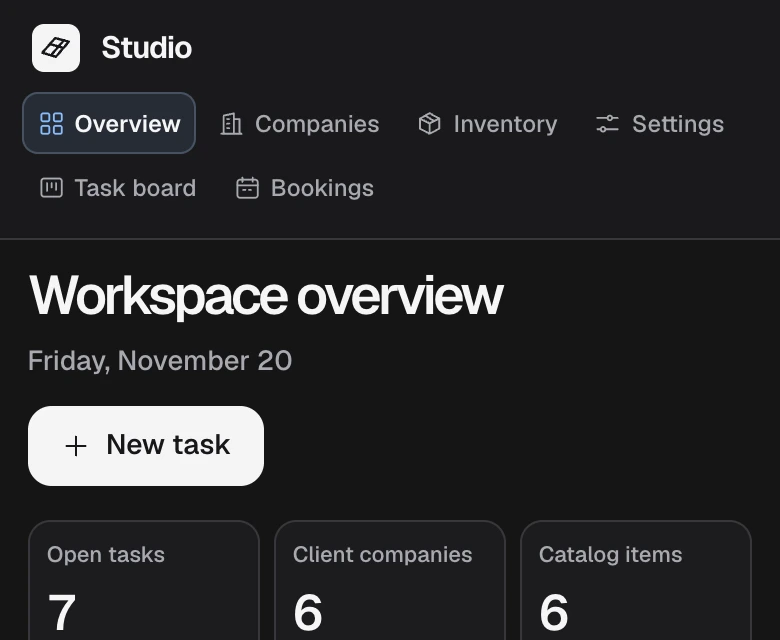 Studio
Overview Companies Inventory Settings
Task board Bookings
Workspace overview
Friday, November 20
New task
Open tasks Client companies Catalog items
7 6 6